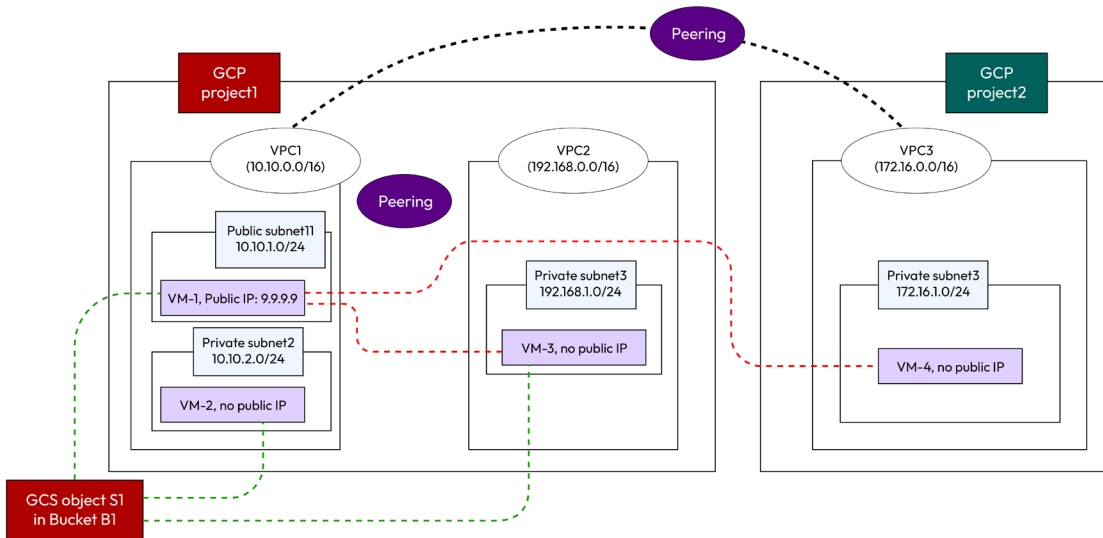 Peering
GCP
project1
GCP
project2
VPC1
(10.10.0.0/16)
VPC2
(192.168.0.0/16)
VPC3
(172.16.0.0/16)
Peering
Public subnet11
10.10.1.0/24
VM-1, Public IP: 9.9.9.9
Private subnet2
10.10.2.0/24
VM-2, no public IP
Private subnet3
192.168.1.0/24
VM-3, no public IP
Private subnet3
172.16.1.0/24
VM-4, no public IP
GCS object S1
in Bucket B1